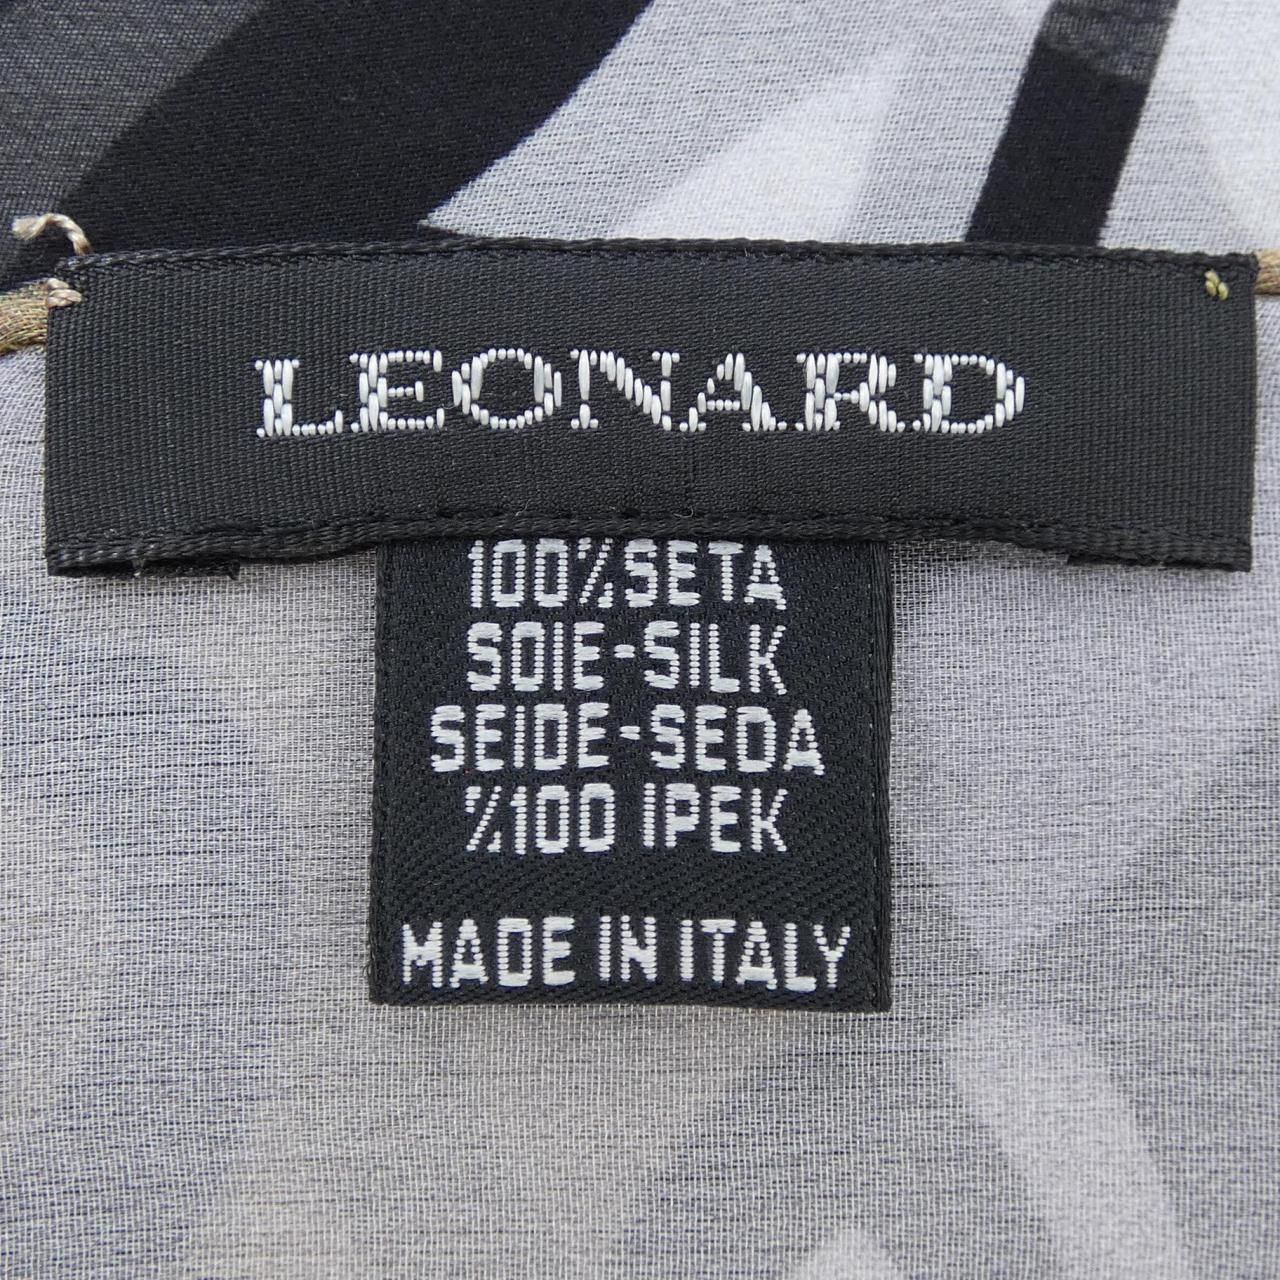 LEONARD
100%SETA
SOIE-SILK
SEIDE-SEDA
%100 IPEK
MADE IN ITALY